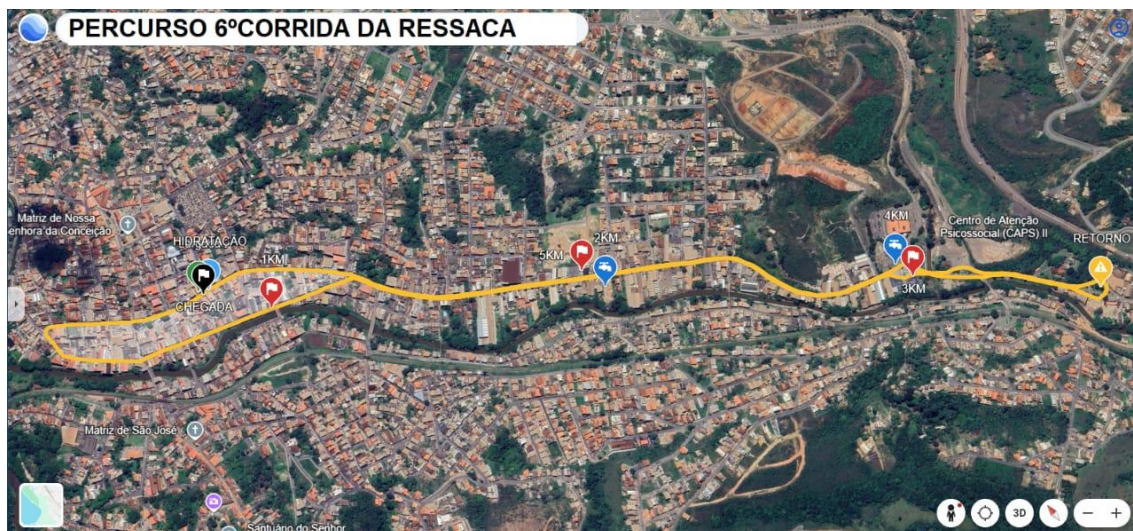 PERCURSO 6ºCORRIDA DA RESSACA
Matriz de Nossa
Senhora da Conceição
HIDRATAÇÃO
1KM
CHEGADA
5KM
2KM
4KM
3KM
Centro de Atenção
Psicossocial (CAPS) II
RETORNO
Matriz de São José
Santuário do Senhor
3D